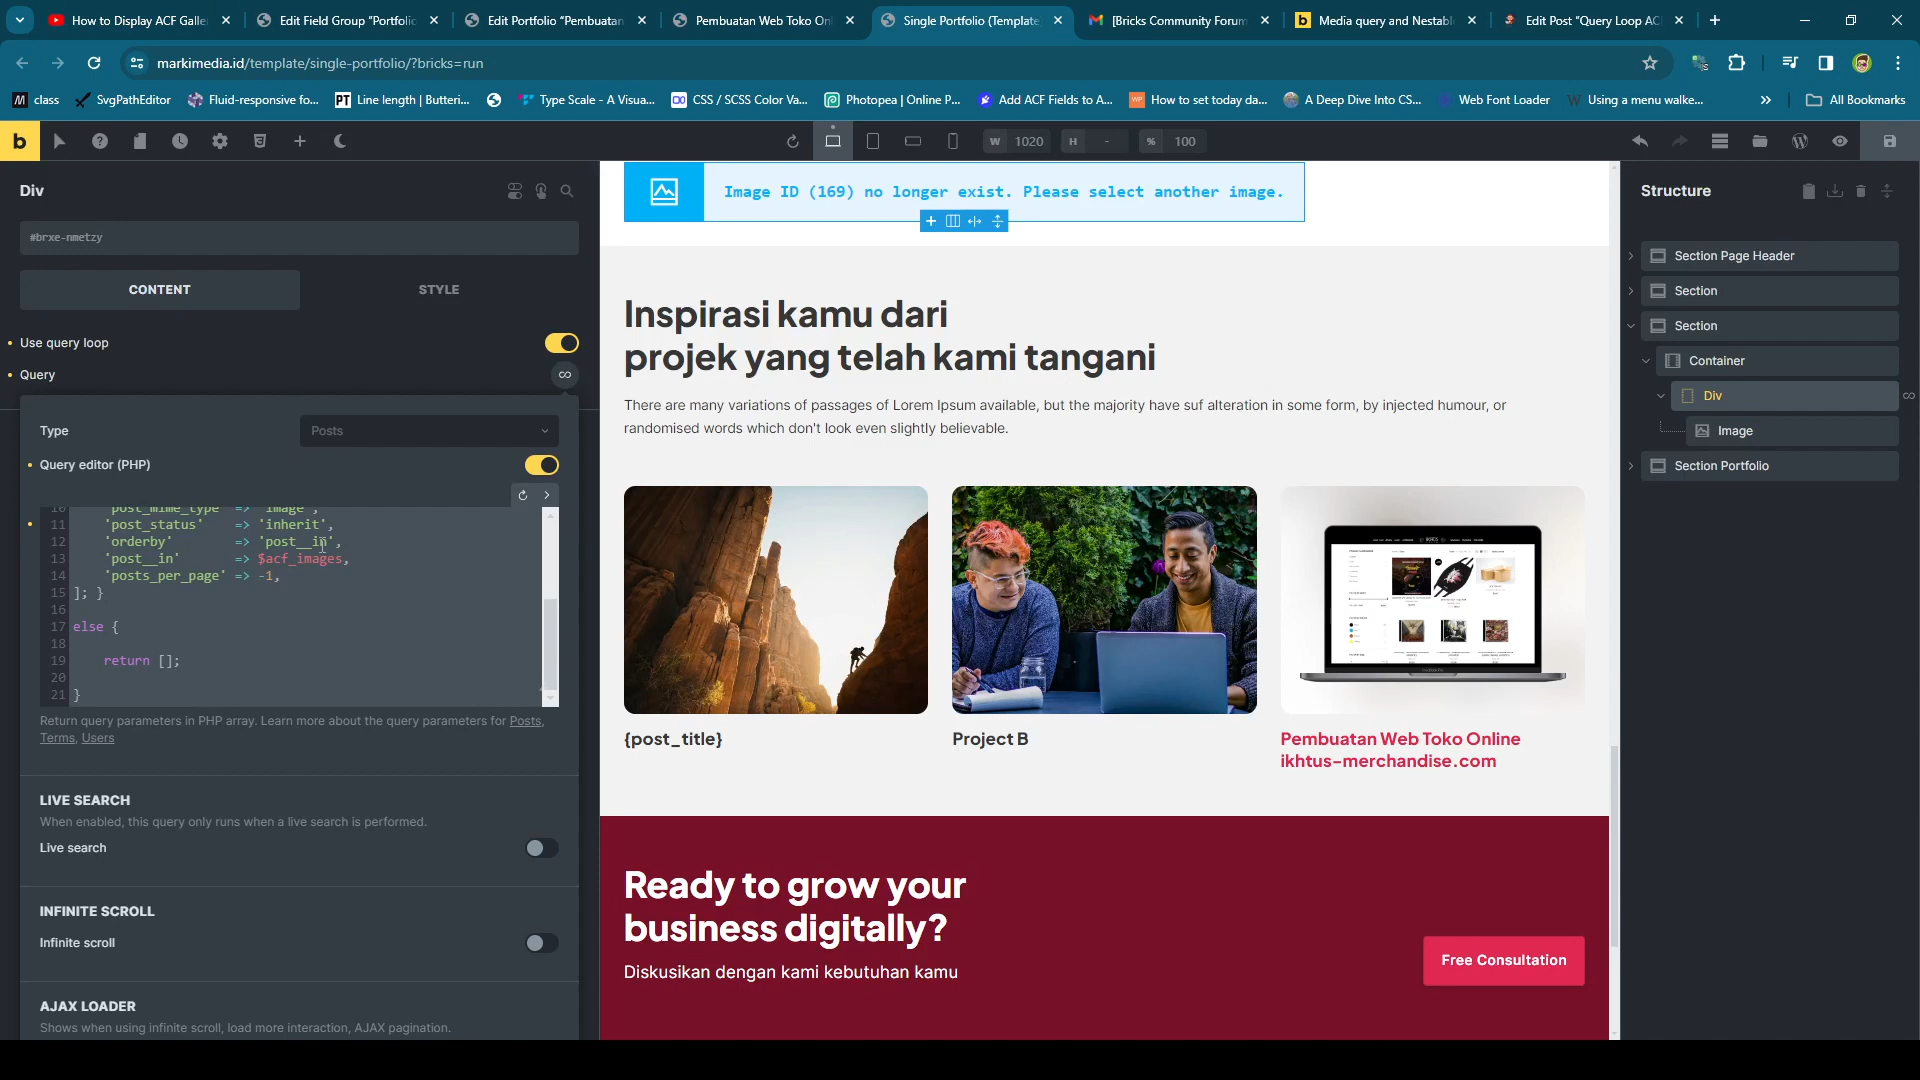 How to Display ACF Galle
Edit Field Group "Portfolio
Edit Portfolio "Pembuatan
Pembuatan Web Toko On
Single Portfolio (Template
[Bricks Community Forum
Media query and Nestabl
Edit Post "Query Loop AC
markimedia.id/template/single-portfolio/?bricks=run
class
SvgPathEditor
Fluid-responsive fo...
PT Line length | Butteri...
Type Scale - A Visua...
CSS / SCSS Color Va...
Photopea | Online P...
Add ACF Fields to A...
How to set today da...
A Deep Dive Into CS...
Web Font Loader
Using a menu walke...
All Bookmarks
b
W 1020
H -
% 100
Div
#brxe-nmetzy
CONTENT
STYLE
Use query loop
Query
Type
Posts
Query editor (PHP)
10 'post_mime_type' => 'image',
11 'post_status' => 'inherit',
12 'orderby' => 'post__in',
13 'post__in' => $acf_images,
14 'posts_per_page' => -1,
15 ]; }
16
17 else {
18
19 return [];
20
21 }
Return query parameters in PHP array. Learn more about the query parameters for Posts,
Terms, Users
LIVE SEARCH
When enabled, this query only runs when a live search is performed.
Live search
INFINITE SCROLL
Infinite scroll
AJAX LOADER
Shows when using infinite scroll, load more interaction, AJAX pagination.
Image ID (169) no longer exist. Please select another image.
Inspirasi kamu dari
projek yang telah kami tangani
There are many variations of passages of Lorem Ipsum available, but the majority have suf alteration in some form, by injected humour, or
randomised words which don't look even slightly believable.
{post_title}
Project B
Pembuatan Web Toko Online
ikhtus-merchandise.com
Ready to grow your
business digitally?
Diskusikan dengan kami kebutuhan kamu
Free Consultation
Structure
Section Page Header
Section
Section
Container
Div
Image
Section Portfolio